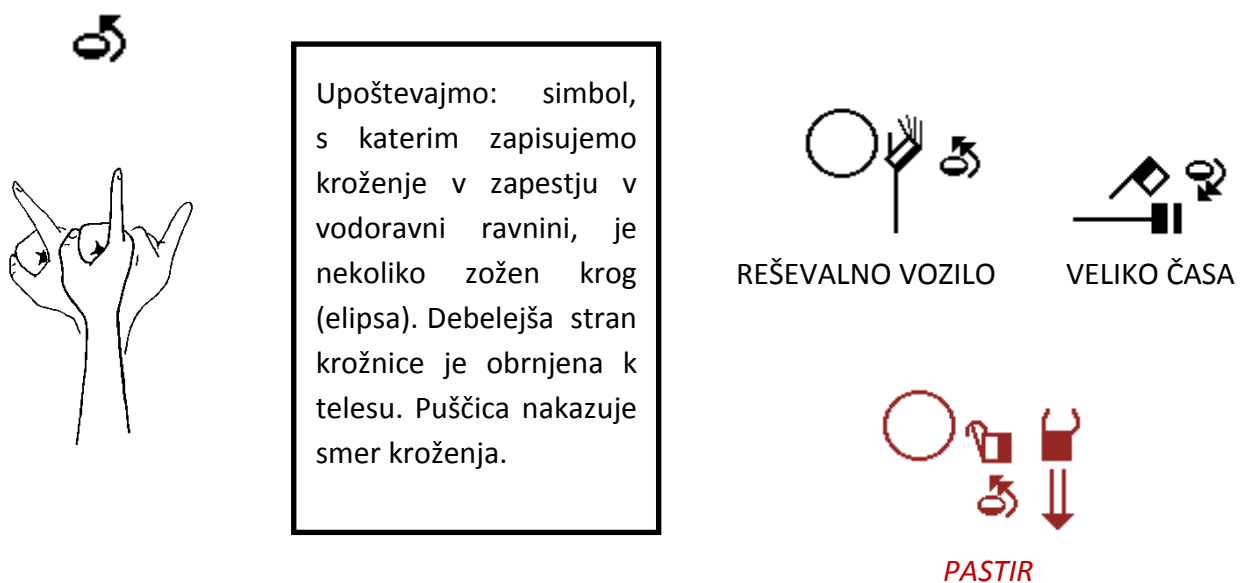 Upoštevajmo: simbol,
s katerim zapisujemo
kroženje v zapestju v
vodoravni ravnini, je
nekoliko zožen krog
(elipsa). Debelejša stran
krožnice je obrnjena k
telesu. Puščica nakazuje
smer kroženja.
REŠEVALNO VOZILO
VELIKO ČASA
PASTIR